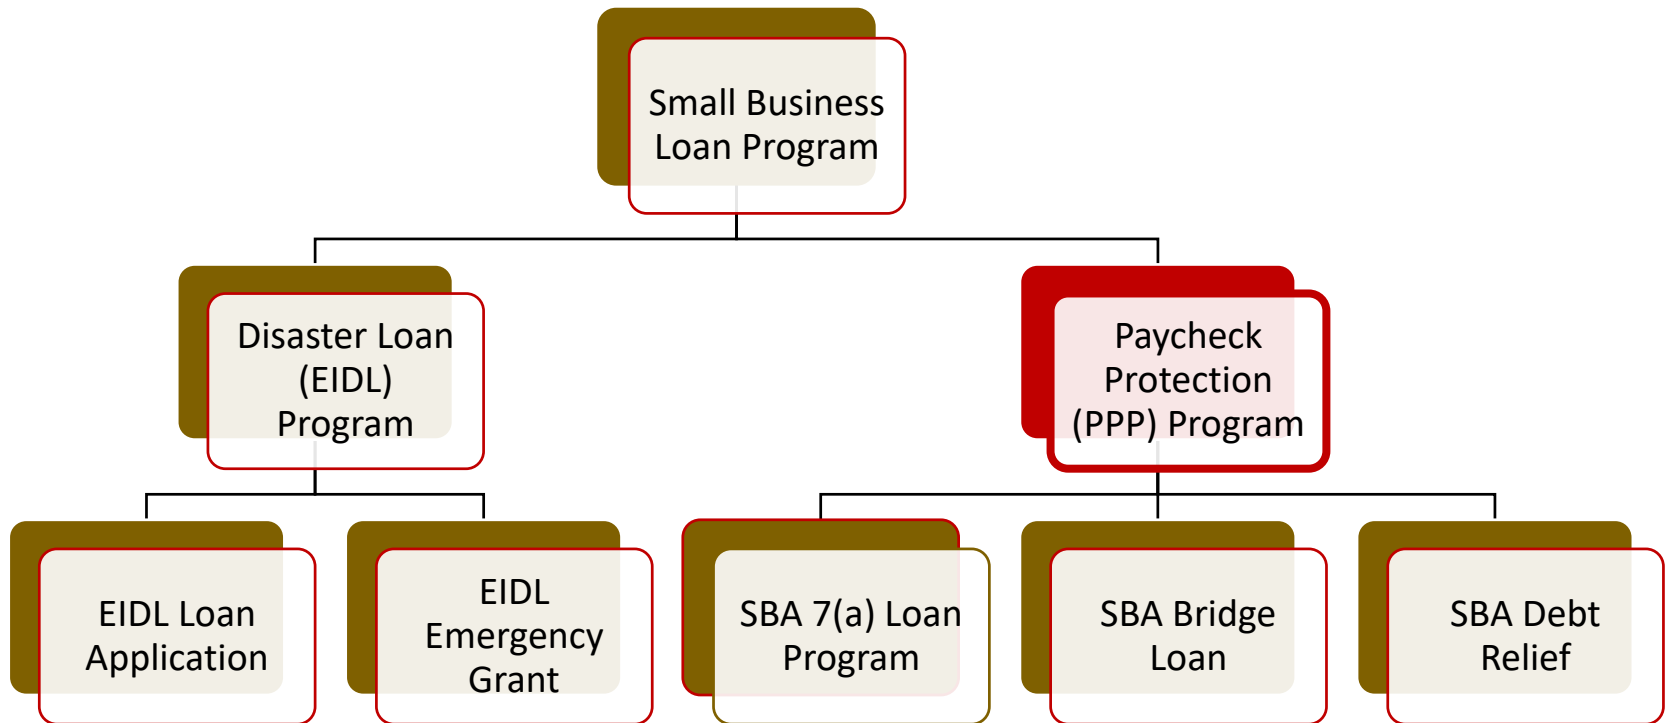 Small Business
Loan Program
Disaster Loan
(EIDL)
Program
Paycheck
Protection
(PPP) Program
EIDL Loan
Application
EIDL
Emergency
Grant
SBA 7(a) Loan
Program
SBA Bridge
Loan
SBA Debt
Relief